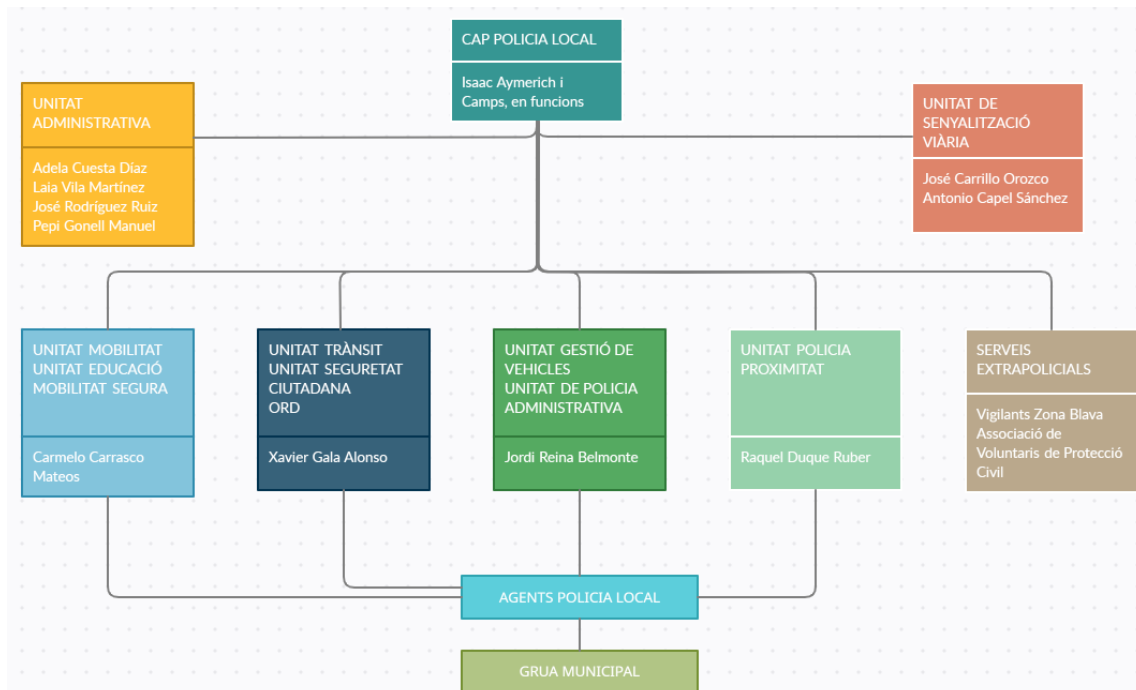 CAP POLICIA LOCAL
Isaac Aymerich i
Camps, en funcions
UNITAT
ADMINISTRATIVA
Adela Cuesta Díaz
Laia Vila Martínez
José Rodríguez Ruiz
Pepi Gonell Manuel
UNITAT DE
SENYALITZACIÓ
VIÀRIA
José Carrillo Orozco
Antonio Capel Sánchez
UNITAT MOBILITAT
UNITAT EDUCACIÓ
MOBILITAT SEGURA
Carmelo Carrasco
Mateos
UNITAT TRÀNSIT
UNITAT SEGURETAT
CIUTADANA
ORD
Xavier Gala Alonso
UNITAT GESTIÓ DE
VEHICLES
UNITAT DE POLICIA
ADMINISTRATIVA
Jordi Reina Belmonte
UNITAT POLICIA
PROXIMITAT
Raquel Duque Ruber
SERVEIS
EXTRAPOLICIALS
Vigilants Zona Blava
Associació de
Voluntaris de Protecció
Civil
AGENTS POLICIA LOCAL
GRUA MUNICIPAL